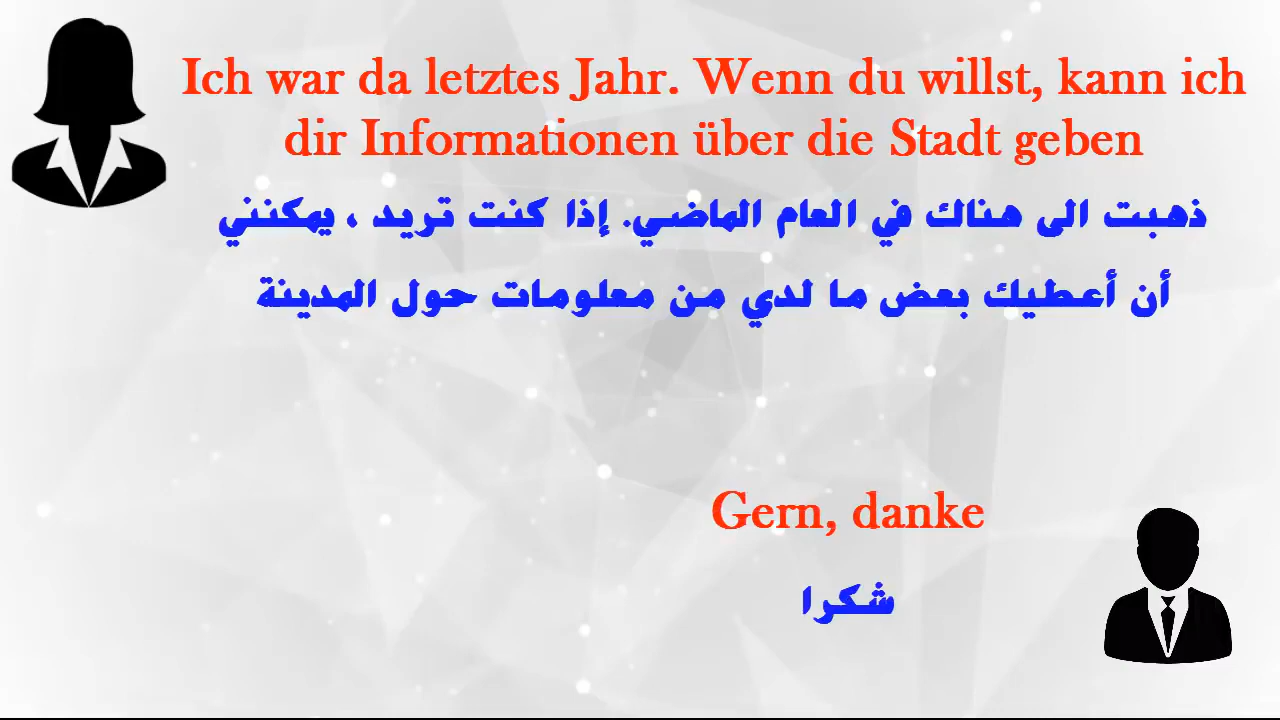 Ich war da letztes Jahr. Wenn du willst, kann ich
dir Informationen über die Stadt geben
ذهبت الى هناك في العام الماضي. إذا كنت تريد ، يمكنني
أن أعطيك بعض ما لدي من معلومات حول المدينة
Gern, danke
شكرا